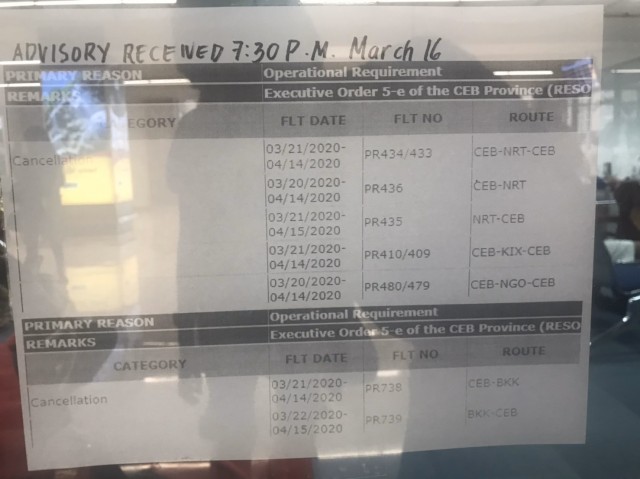 ADVISORY RECEIVED 7:30 P.M. March 16
PRIMARY REASON Operational Requirement
REMARKS Executive Order 5-e of the CEB Province (RESO
EGORY FLT DATE FLT NO ROUTE
Cancellation 03/21/2020-04/14/2020 PR434/433 CEB-NRT-CEB
03/20/2020-04/14/2020 PR436 CEB-NRT
03/21/2020-04/15/2020 PR435 NRT-CEB
03/21/2020-04/14/2020 PR410/409 CEB-KIX-CEB
03/20/2020-04/14/2020 PR480/479 CEB-NGO-CEB
PRIMARY REASON Operational Requirement
REMARKS Executive Order 5-e of the CEB Province (RESO
CATEGORY FLT DATE FLT NO ROUTE
Cancellation 03/21/2020-04/14/2020 PR738 CEB-BKK
03/22/2020-04/15/2020 PR739 BKK-CEB